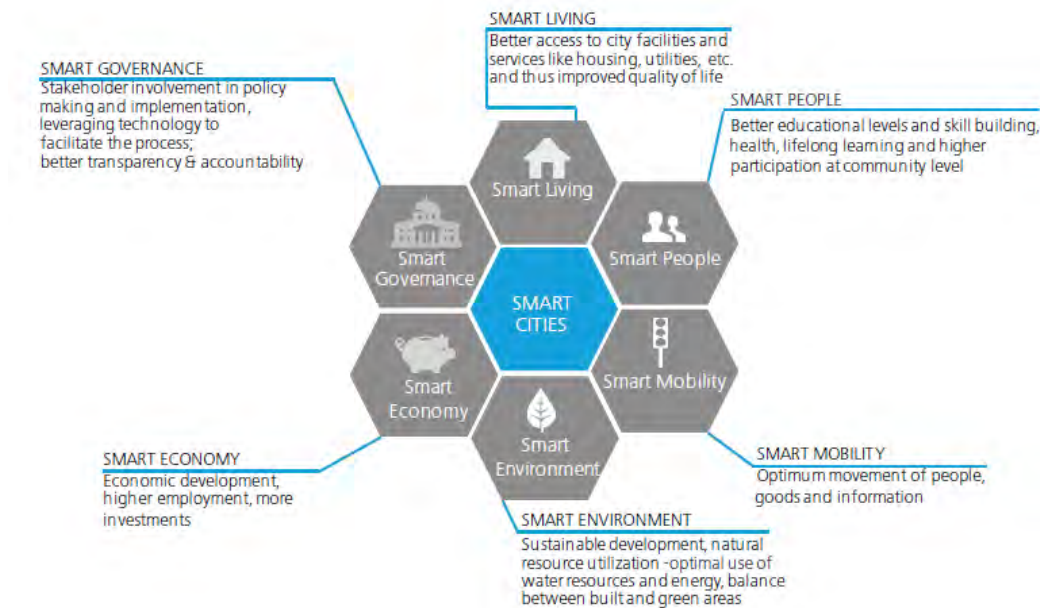 SMART LIVING
Better access to city facilities and
services like housing, utilities, etc.
and thus improved quality of life
SMART GOVERNANCE
Stakeholder involvement in policy
making and implementation,
leveraging technology to
facilitate the process;
better transparency & accountability
SMART PEOPLE
Better educational levels and skill building,
health, lifelong learning and higher
participation at community level
Smart Living
Smart
Governance
Smart People
SMART
CITIES
Smart
Economy
Smart Mobility
Smart
Environment
SMART ECONOMY
Economic development,
higher employment, more
investments
SMART MOBILITY
Optimum movement of people,
goods and information
SMART ENVIRONMENT
Sustainable development, natural
resource utilization -optimal use of
water resources and energy, balance
between built and green areas